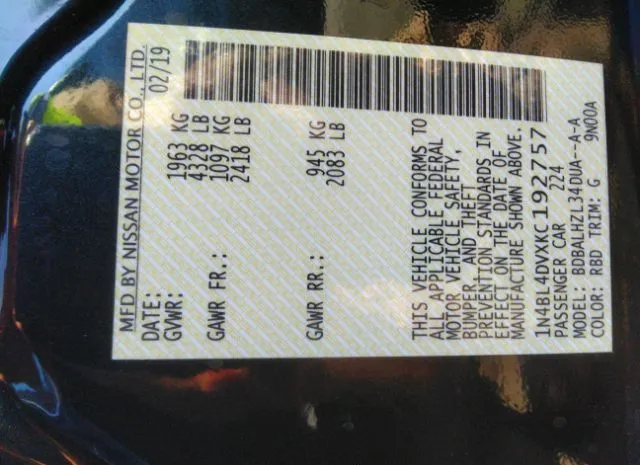 MFD BY NISSAN MOTOR CO., LTD.
DATE: 02/19
GVWR: 1963 KG
4328 LB
GAWR FR.: 1097 KG
2418 LB
GAWR RR.: 945 KG
2083 LB
THIS VEHICLE CONFORMS TO
ALL APPLICABLE FEDERAL
MOTOR VEHICLE SAFETY,
BUMPER, AND THEFT
PREVENTION STANDARDS IN
EFFECT ON THE DATE OF
MANUFACTURE SHOWN ABOVE.
1N4BL4DVXKC192757
PASSENGER CAR 224
MODEL: BDBALHZL34DUA--A-A
COLOR: RBD TRIM: G 9N00A